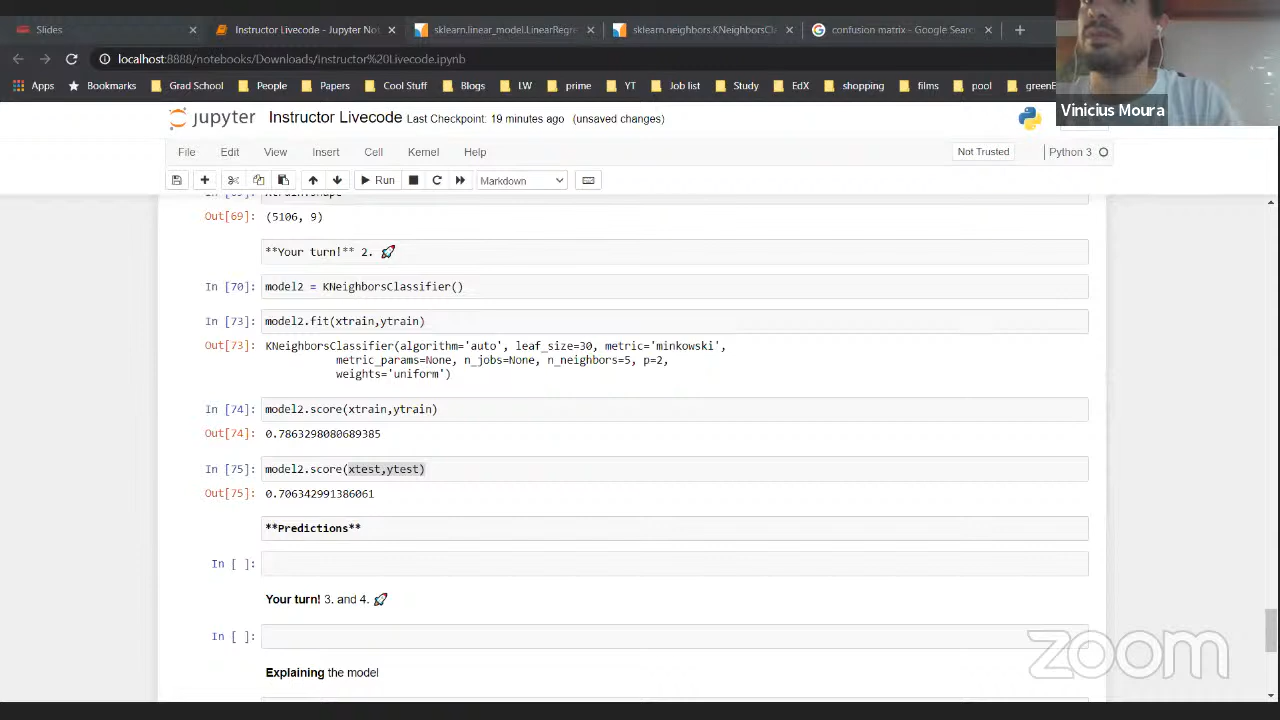 Slides
Instructor Livecode - Jupyter No
sklearn.linear_model.LinearRegre
sklearn.neighbors.KNeighborsCl
confusion matrix - Google Searc
localhost:8888/notebooks/Downloads/Instructor%20Livecode.ipynb
Apps Bookmarks Grad School People Papers Cool Stuff Blogs LW prime YT Job list Study EdX shopping films pool greenE
Vinicius Moura
jupyter Instructor Livecode Last Checkpoint: 19 minutes ago (unsaved changes)
File Edit View Insert Cell Kernel Help Not Trusted Python 3
Run Markdown
In [69]: xtrain.shape
Out[69]: (5106, 9)
**Your turn!** 2. 🚀
In [70]: model2 = KNeighborsClassifier()
In [73]: model2.fit(xtrain,ytrain)
Out[73]: KNeighborsClassifier(algorithm='auto', leaf_size=30, metric='minkowski',
metric_params=None, n_jobs=None, n_neighbors=5, p=2,
weights='uniform')
In [74]: model2.score(xtrain,ytrain)
Out[74]: 0.7863298080689385
In [75]: model2.score(xtest,ytest)
Out[75]: 0.706342991386061
**Predictions**
In [ ]:
Your turn! 3. and 4. 🚀
In [ ]:
Explaining the model
zoom